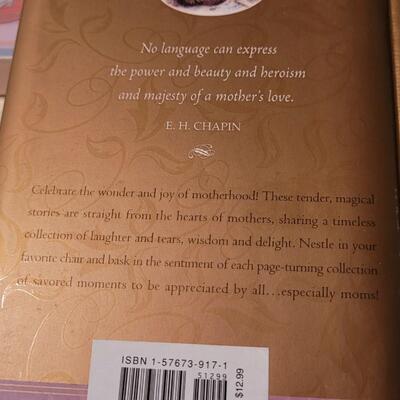 No language can express
the power and beauty and heroism
and majesty of a mother's love.
E. H. CHAPIN
Celebrate the wonder and joy of motherhood! These tender, magical
stories are straight from the hearts of mothers, sharing a timeless
collection of laughter and tears, wisdom and delight. Nestle in your
favorite chair and bask in the sentiment of each page-turning collection
of savored moments to be appreciated by all…especially moms!
ISBN 1-57673-917-1
51299
$12.99